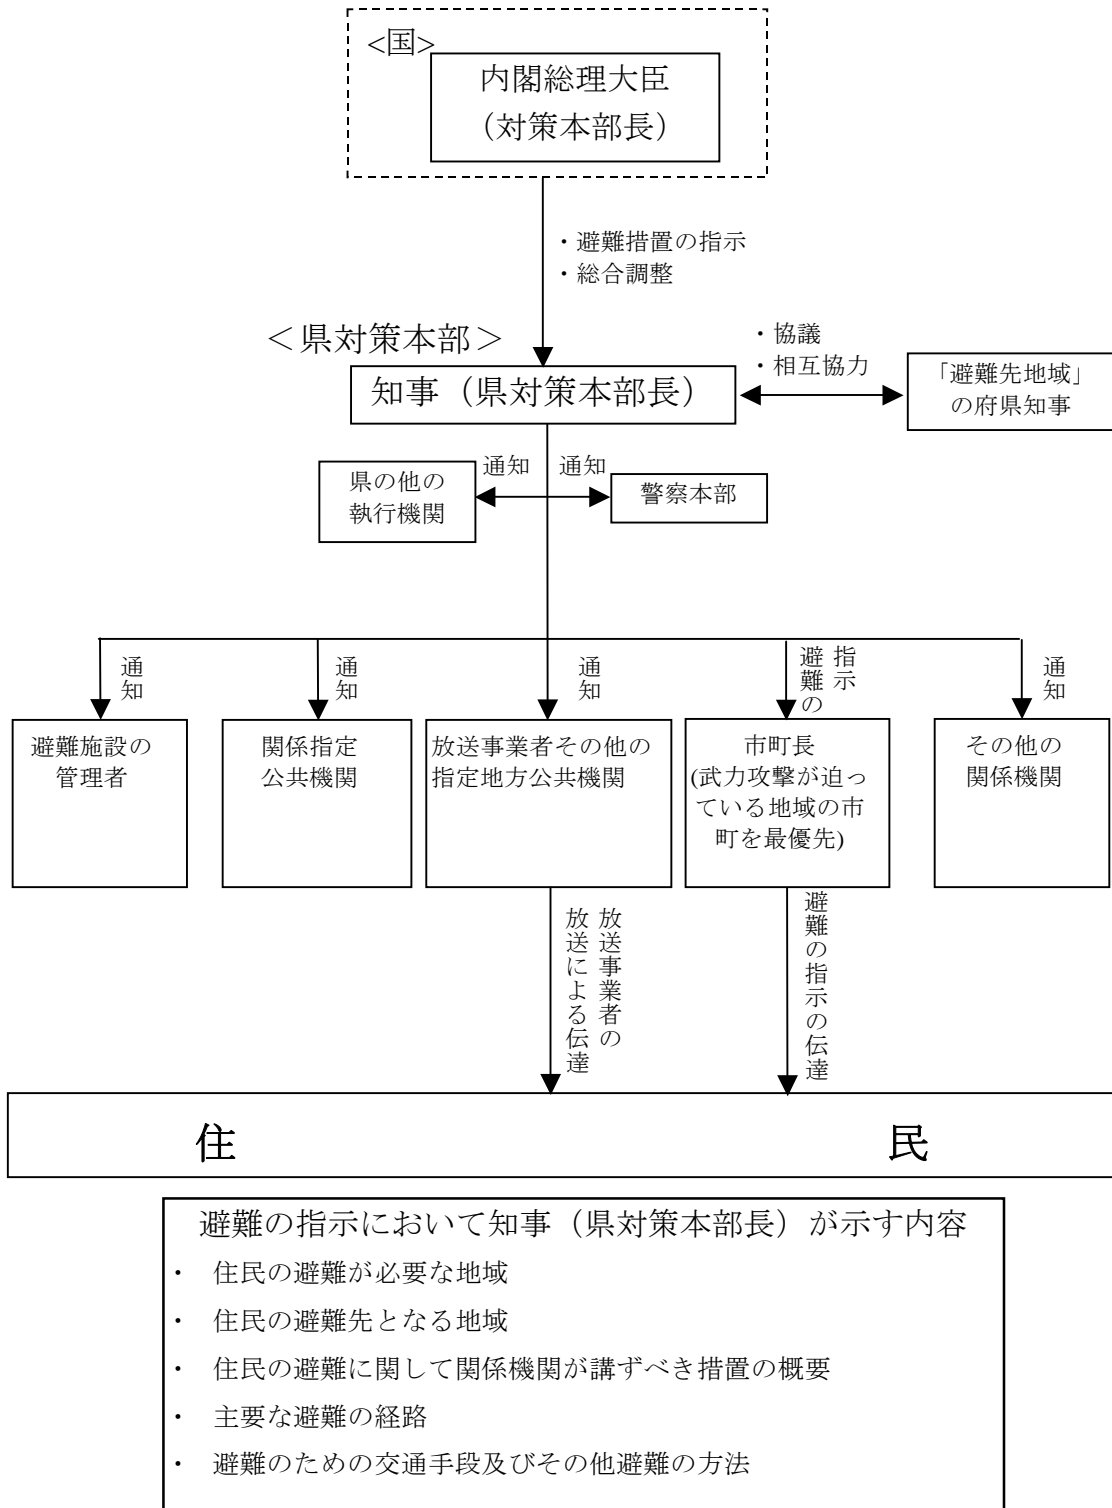 <国>
内閣総理大臣
（対策本部長）
・避難措置の指示
・総合調整
＜県対策本部＞
・協議
・相互協力
知事（県対策本部長）
「避難先地域」
の府県知事
通知
通知
県の他の
執行機関
警察本部
通知
通知
通知
避難の
指示
通知
避難施設の
管理者
関係指定
公共機関
放送事業者その他の
指定地方公共機関
市町長
(武力攻撃が迫っ
ている地域の市
町を最優先)
その他の
関係機関
放送事業者の
放送による伝達
避難の指示の伝達
住 民
避難の指示において知事（県対策本部長）が示す内容
・ 住民の避難が必要な地域
・ 住民の避難先となる地域
・ 住民の避難に関して関係機関が講ずべき措置の概要
・ 主要な避難の経路
・ 避難のための交通手段及びその他避難の方法